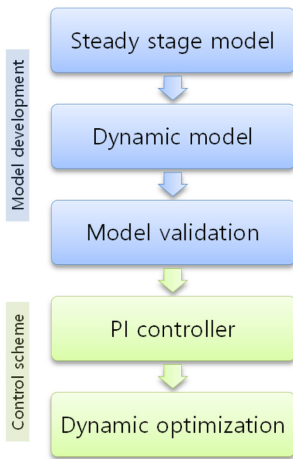 Model development
Steady stage model
Dynamic model
Model validation
Control scheme
PI controller
Dynamic optimization